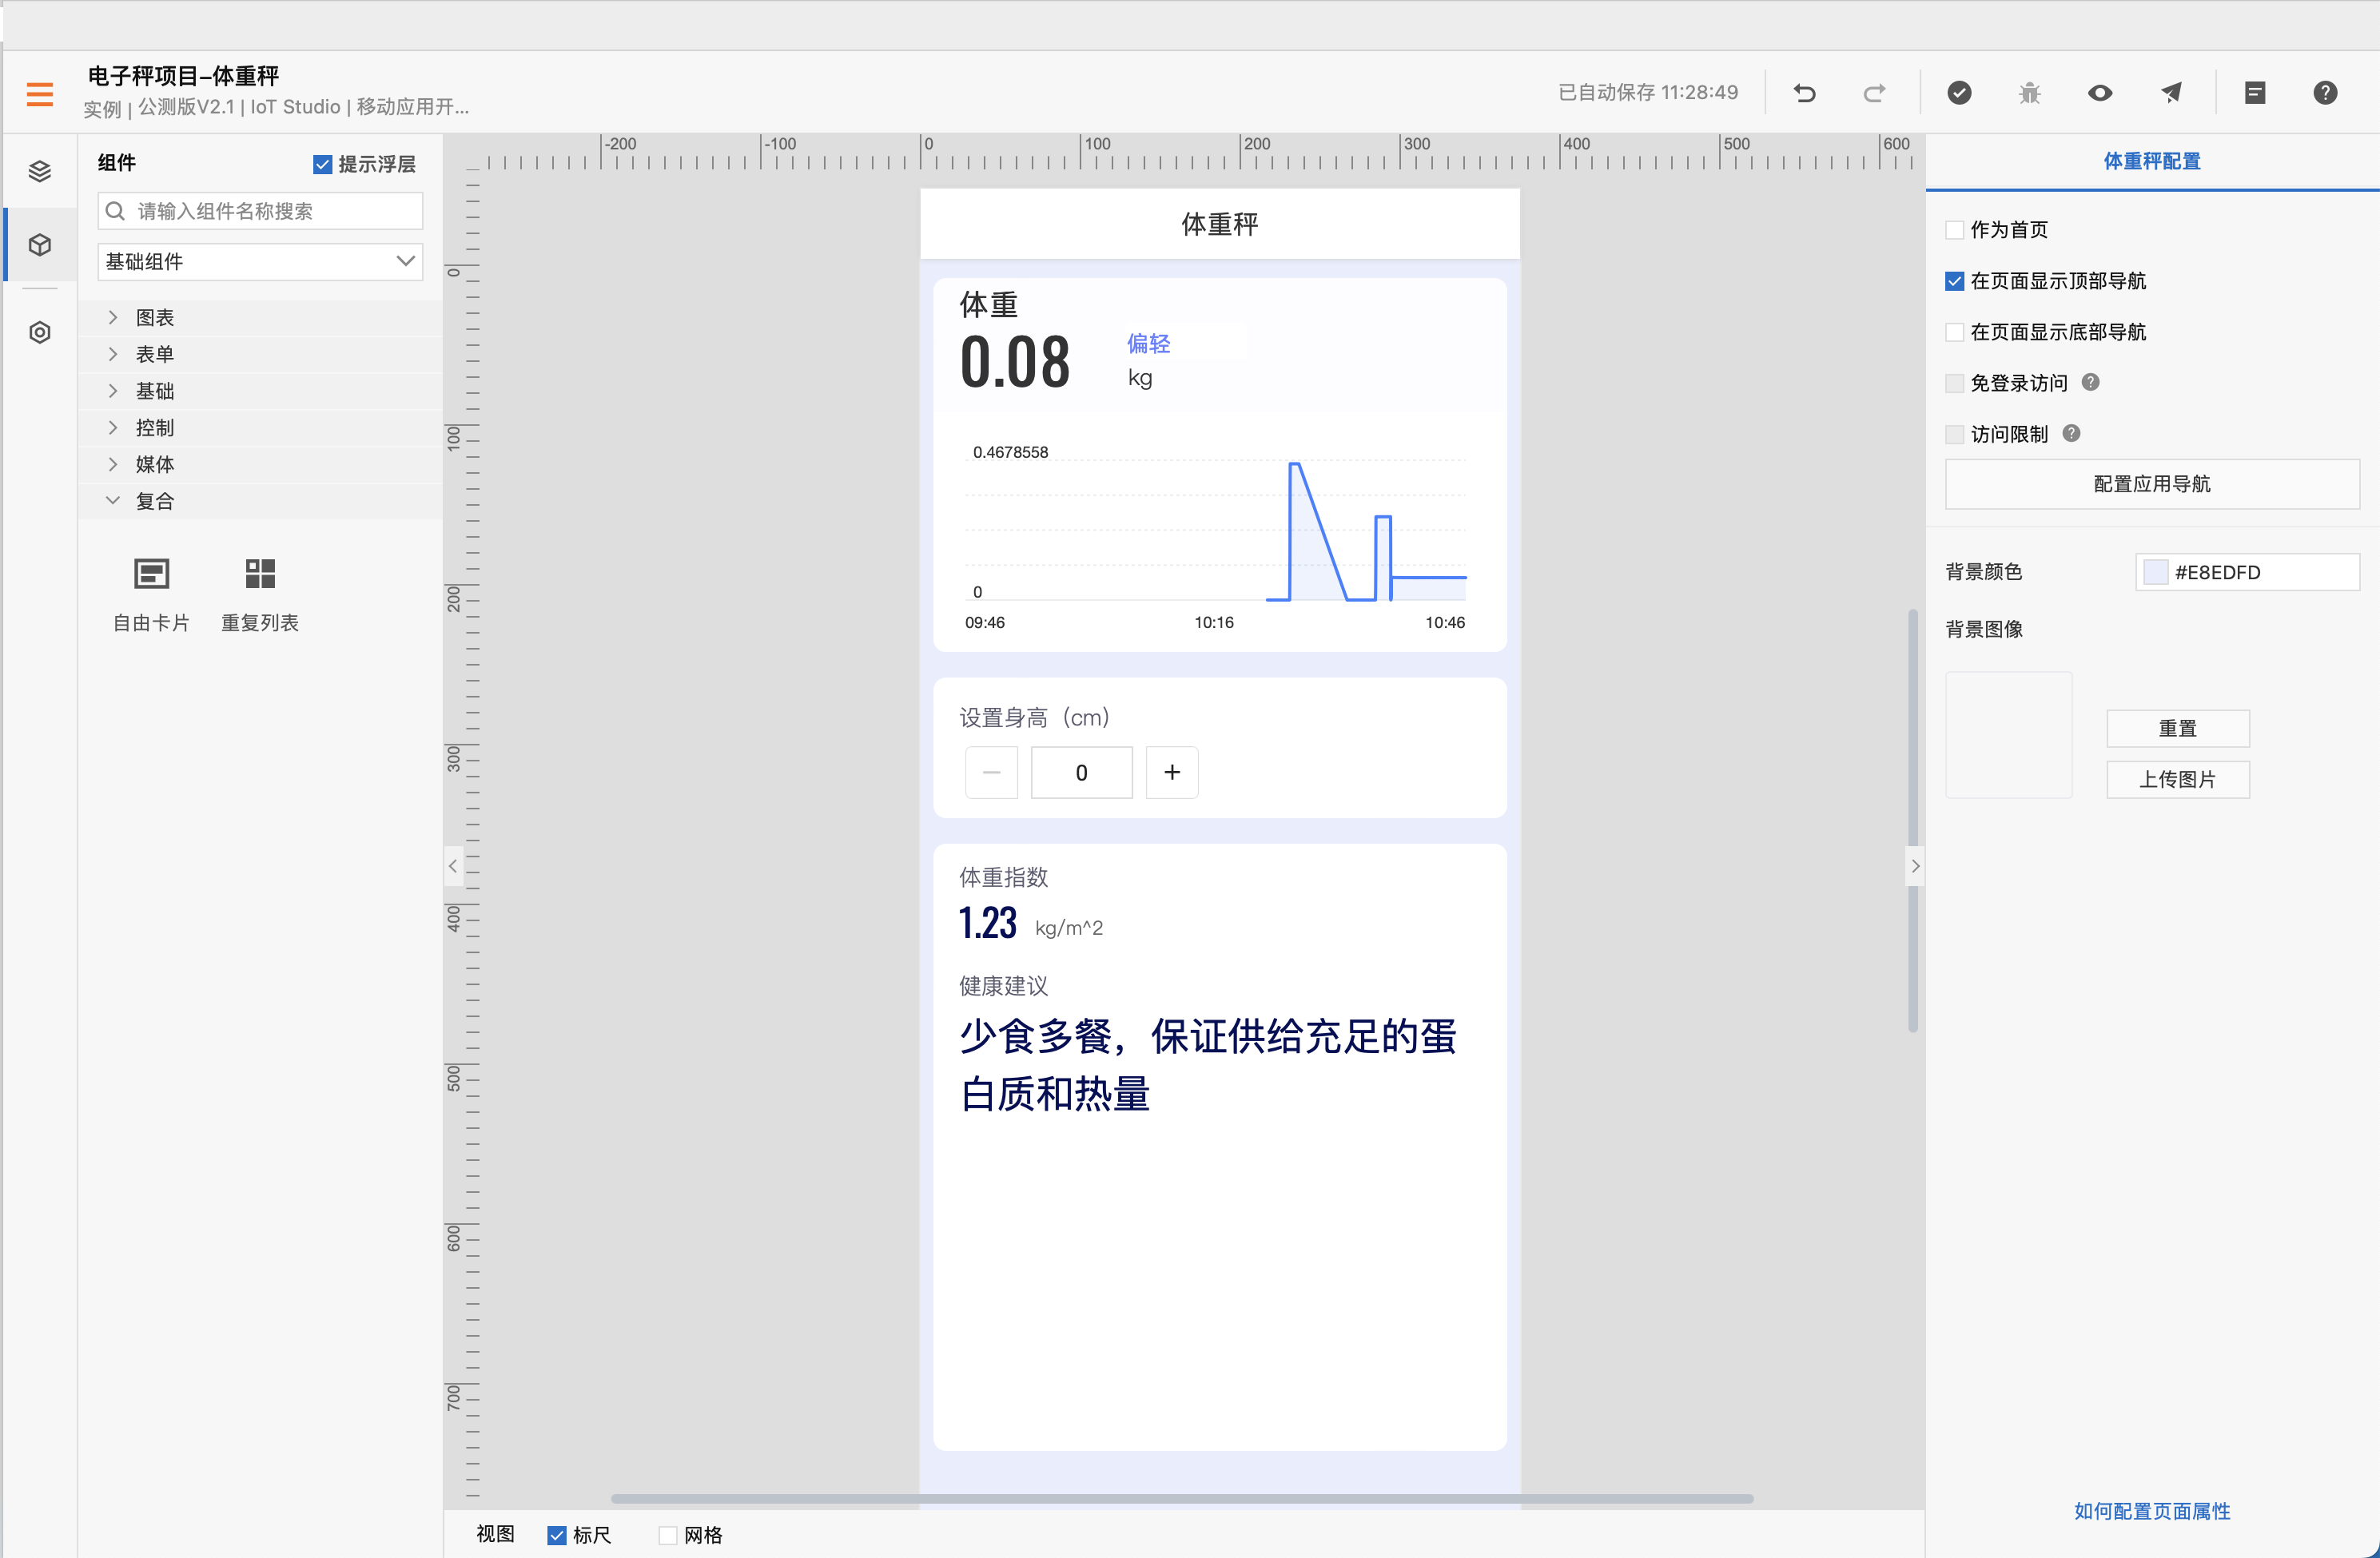 电子秤项目–体重秤
实例 | 公测版V2.1 | IoT Studio | 移动应用开...
已自动保存 11:28:49
组件
提示浮层
请输入组件名称搜索
基础组件
图表
表单
基础
控制
媒体
复合
自由卡片
重复列表
-200
-100
0
100
200
300
400
500
600
0
100
200
300
400
500
600
700
体重秤
体重
0.08
偏轻
kg
0.4678558
0
09:46
10:16
10:46
设置身高（cm）
0
体重指数
1.23 kg/m^2
健康建议
少食多餐，保证供给充足的蛋
白质和热量
视图
标尺
网格
体重秤配置
作为首页
在页面显示顶部导航
在页面显示底部导航
免登录访问
访问限制
配置应用导航
背景颜色
#E8EDFD
背景图像
重置
上传图片
如何配置页面属性